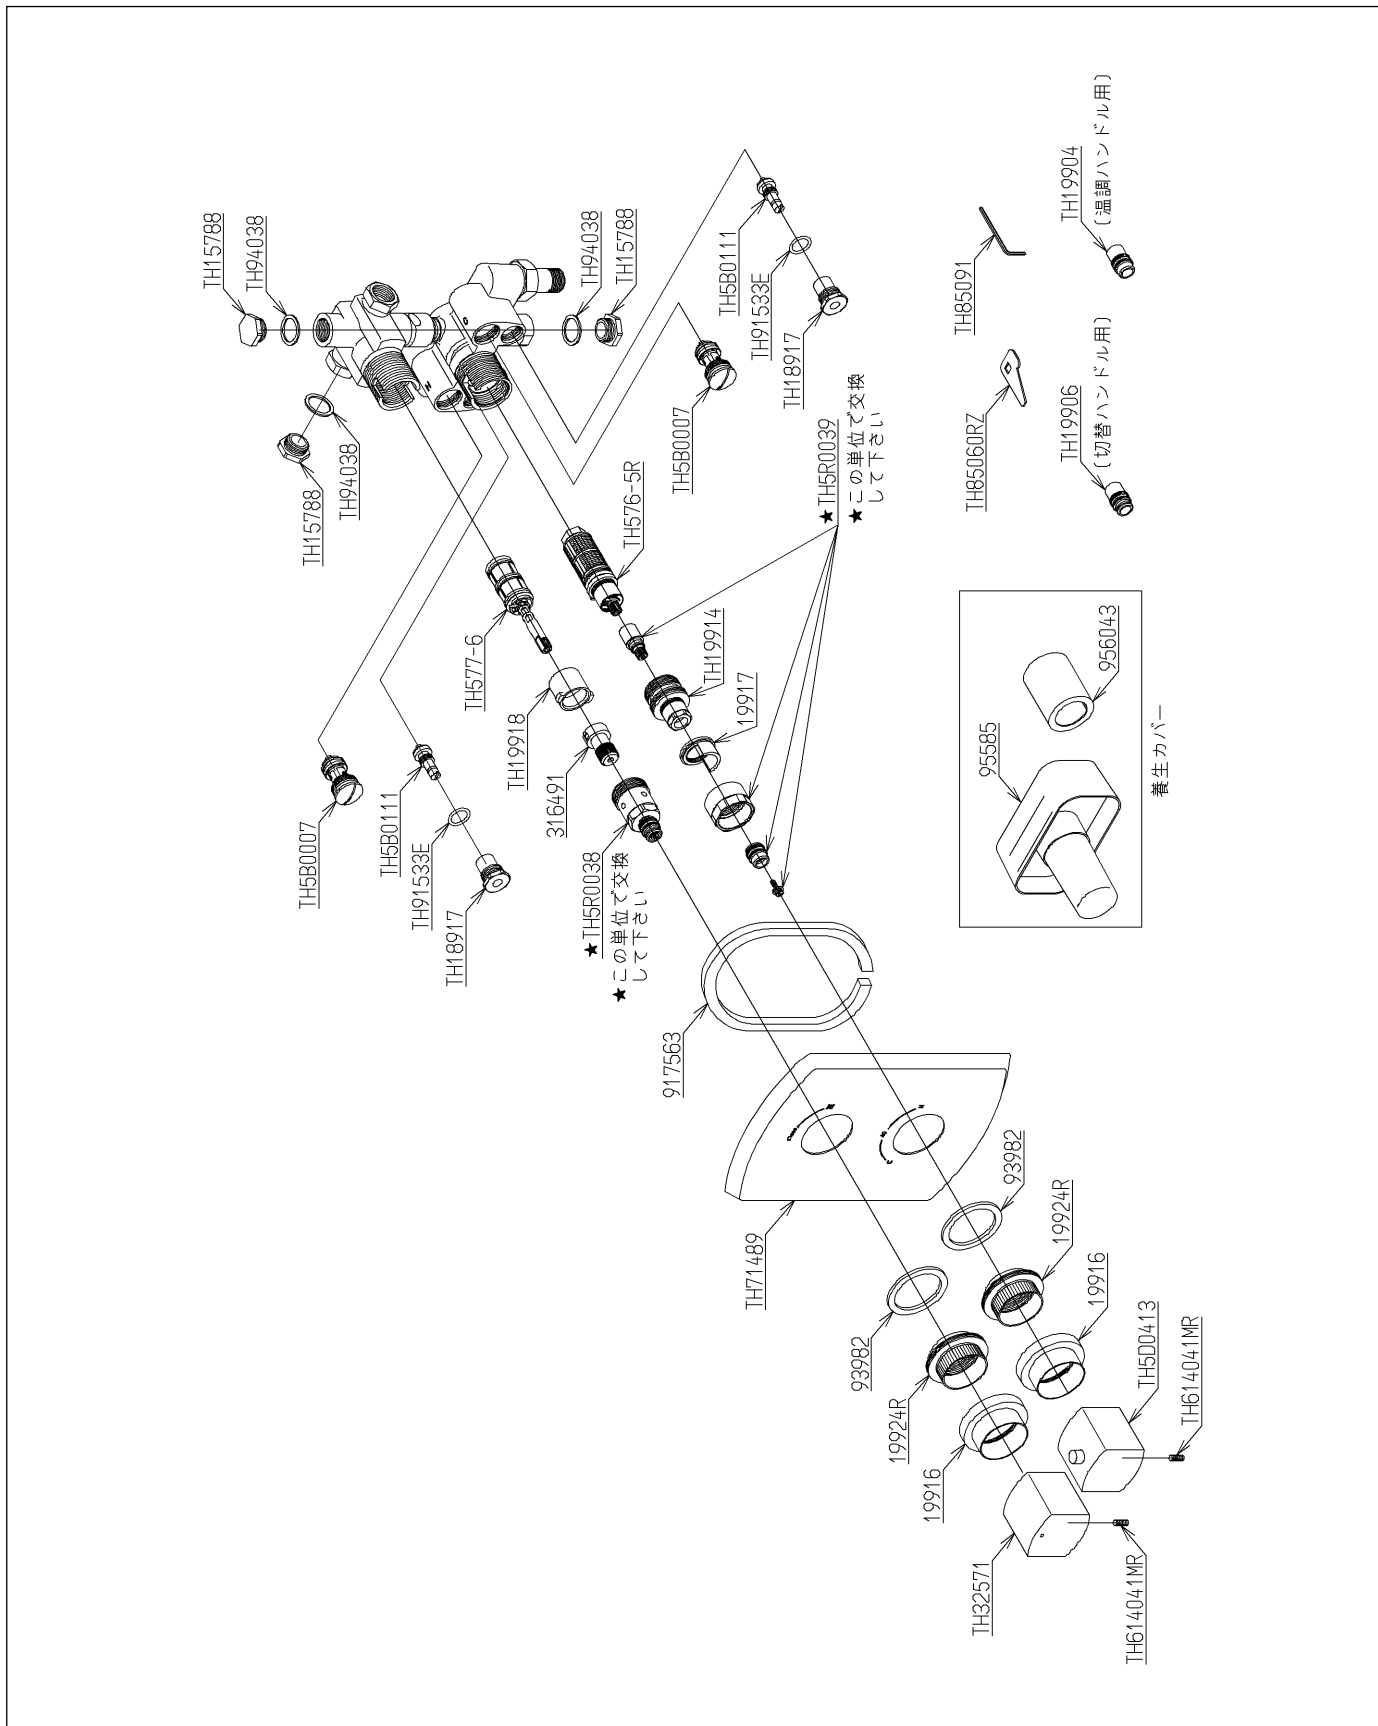 TH15788
TH94038
TH94038
TH15788
TH15788
TH94038
TH5B0111
TH91533E
TH18917
TH5B0007
★TH5R0039
★この単位で交換
して下さい
TH576-5R
TH577-6
TH19914
19917
TH19918
316491
★TH5R0038
★この単位で交換
して下さい
TH5B0007
TH5B0111
TH91533E
TH18917
TH85091
TH19904
(温調ハンドル用)
TH85060RZ
TH19906
(切替ハンドル用)
95585
956043
養生カバー
917563
H
C
C
H
TH71489
93982
19924R
19916
TH5D0413
TH614041MR
93982
19924R
19916
TH32571
TH614041MR